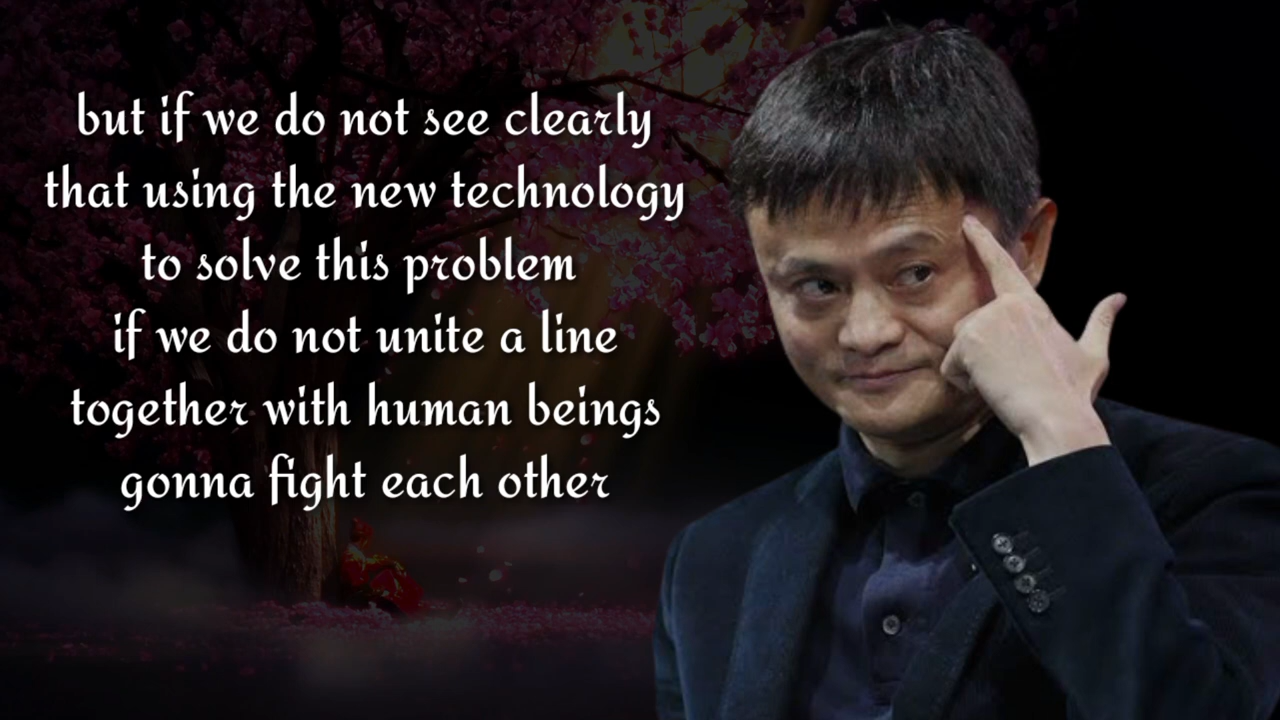 but if we do not see clearly
that using the new technology
to solve this problem
if we do not unite a line
together with human beings
gonna fight each other